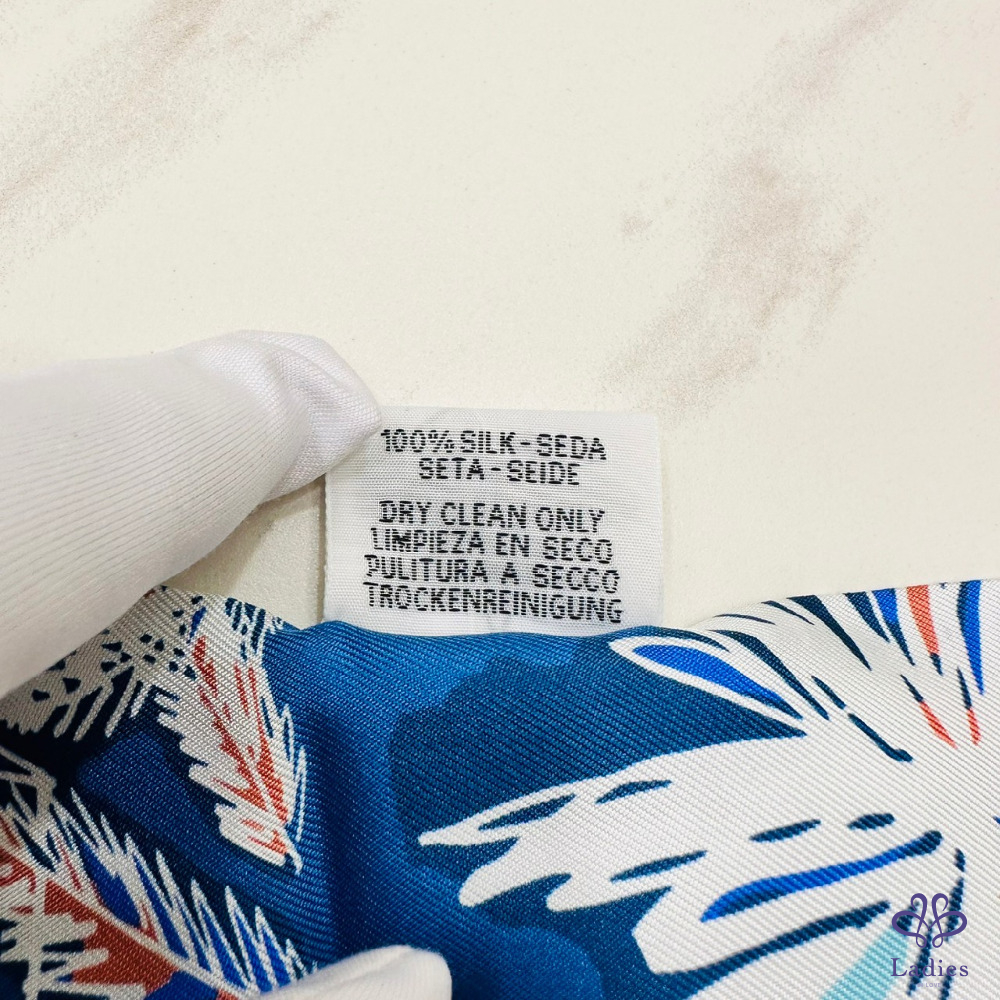 100% SILK-SEDA
SETA-SEIDE
DRY CLEAN ONLY
LIMPIEZA EN SECO
PULITURA A SECCO
TROCKENREINIGUNG
Ladies